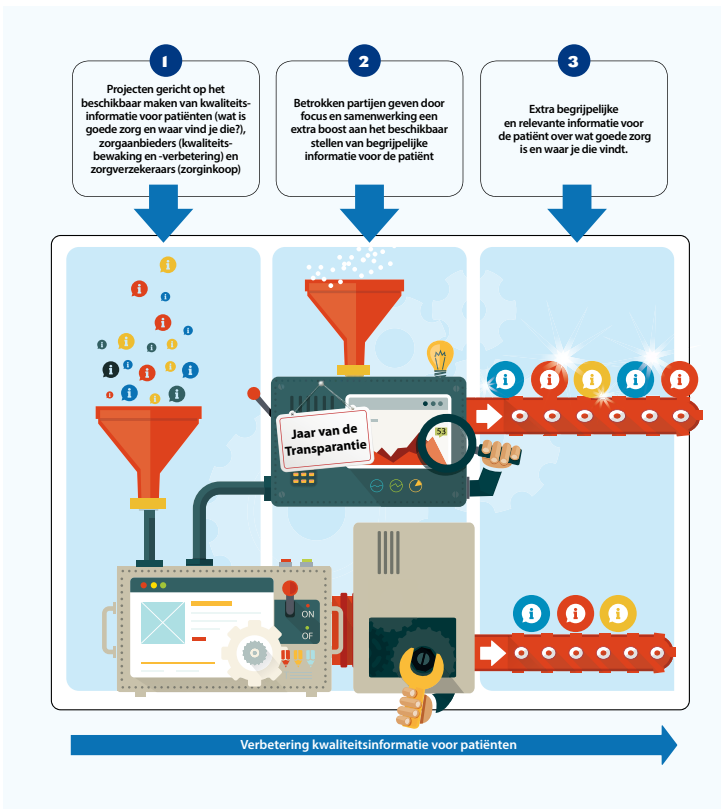 1
Projecten gericht op het
beschikbaar maken van kwaliteits-
informatie voor patiënten (wat is
goede zorg en waar vind je die?),
zorgaanbieders (kwaliteits-
bewaking en -verbetering) en
zorgverzekeraars (zorginkoop)
2
Betrokken partijen geven door
focus en samenwerking een
extra boost aan het beschikbaar
stellen van begrijpelijke
informatie voor de patiënt
3
Extra begrijpelijke
en relevante informatie voor
de patiënt over wat goede zorg
is en waar je die vindt.
Jaar van de
Transparantie
53
ON
OF
Verbetering kwaliteitsinformatie voor patiënten